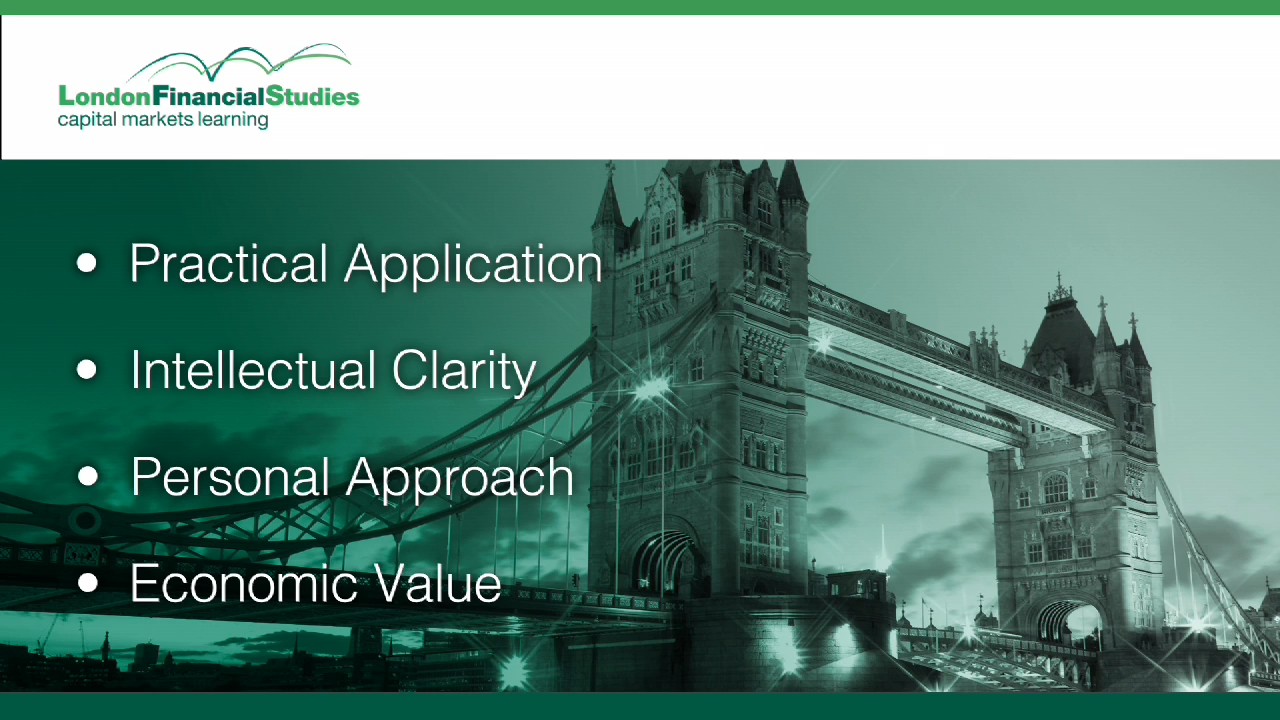 LondonFinancialStudies
capital markets learning
• Practical Application
• Intellectual Clarity
• Personal Approach
• Economic Value